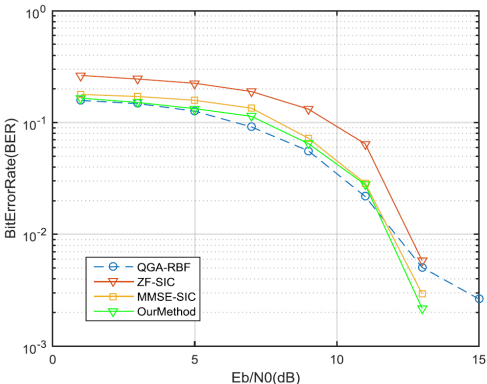 10^0
10^-1
10^-2
10^-3
BitErrorRate(BER)
QGA-RBF
ZF-SIC
MMSE-SIC
OurMethod
0
5
10
15
Eb/N0(dB)